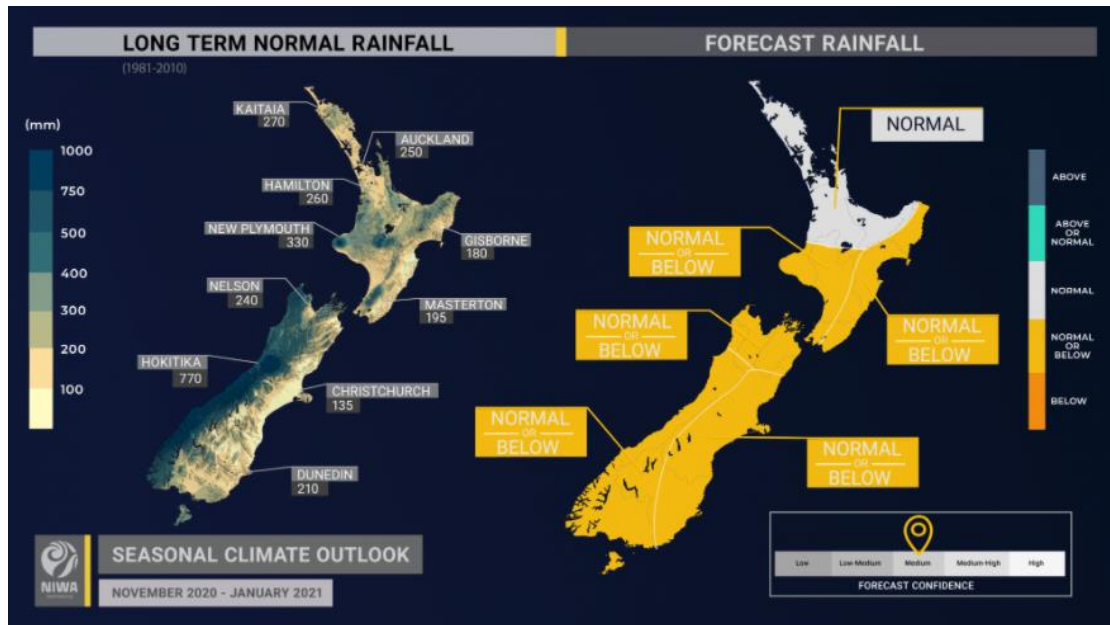 LONG TERM NORMAL RAINFALL
(1981-2010)
FORECAST RAINFALL
(mm)
1000
750
500
400
300
200
100
KAITAIA
270
AUCKLAND
250
HAMILTON
260
NEW PLYMOUTH
330
GISBORNE
180
NELSON
240
MASTERTON
195
HOKITIKA
770
CHRISTCHURCH
135
DUNEDIN
210
NORMAL
NORMAL
OR
BELOW
NORMAL
OR
BELOW
NORMAL
OR
BELOW
NORMAL
OR
BELOW
NORMAL
OR
BELOW
ABOVE
ABOVE
OR
NORMAL
NORMAL
NORMAL
OR
BELOW
BELOW
NIWA
SEASONAL CLIMATE OUTLOOK
NOVEMBER 2020 - JANUARY 2021
Low
Low-Medium
Medium
Medium-High
High
FORECAST CONFIDENCE